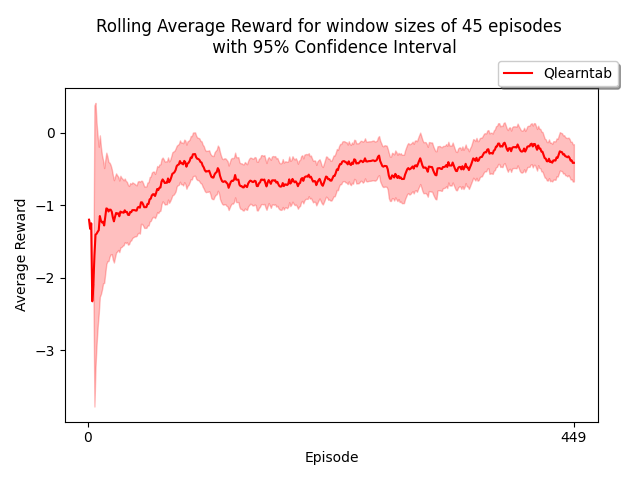 Rolling Average Reward for window sizes of 45 episodes
with 95% Confidence Interval
Qlearntab
Average Reward
0
−1
−2
−3
0
449
Episode